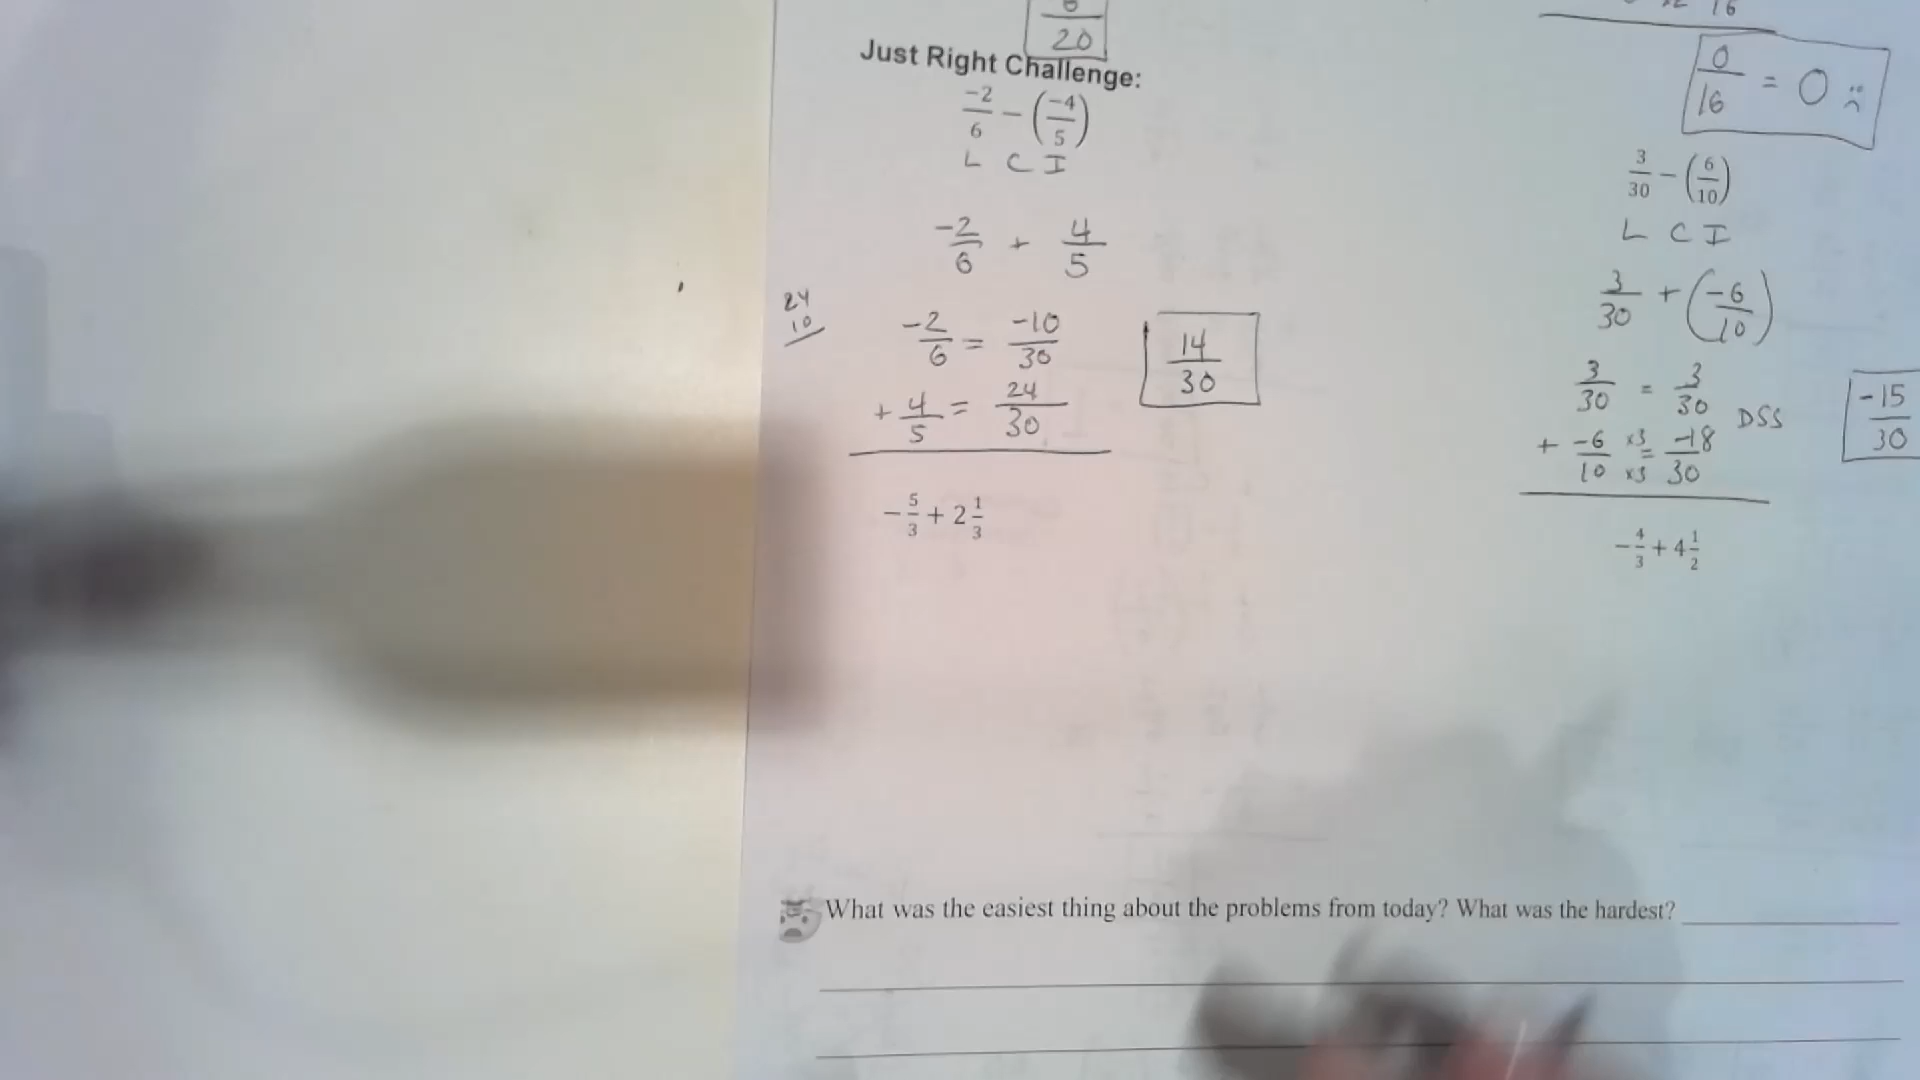 20
16
Just Right Challenge:
0/16 = 0
-2/6 - (-4/5)
L C I
3/30 - (6/10)
L C I
-2/6 + 4/5
3/30 + (-6/10)
24
10
-2/6 = -10/30
+ 4/5 = 24/30
14/30
3/30 = 3/30 DSS
+ -6/10 x3/x3 = -18/30
-15/30
-5/3 + 2 1/3
-4/3 + 4 1/2
What was the easiest thing about the problems from today? What was the hardest?